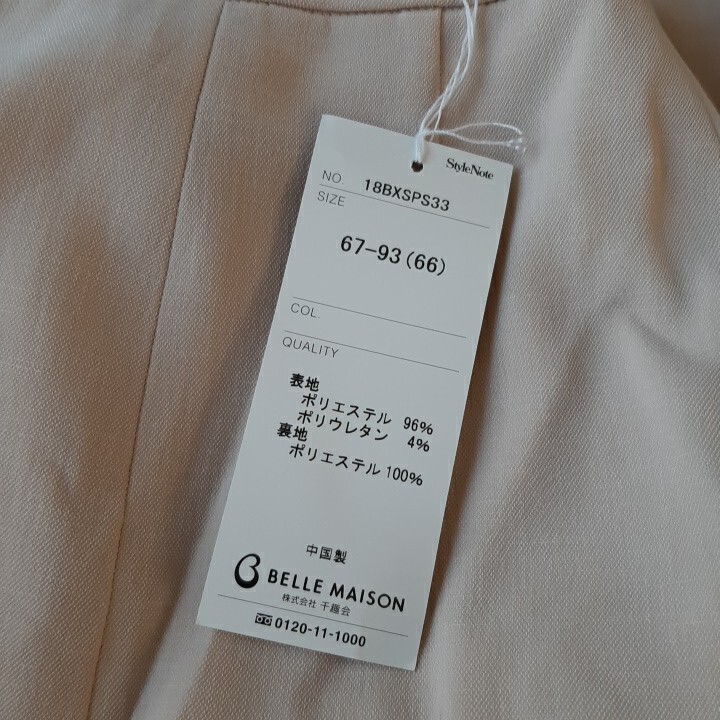 StyleNote
NO 18BXSPS33
SIZE
67-93(66)
COL.
QUALITY
表地
ポリエステル 96%
ポリウレタン 4%
裏地
ポリエステル 100%
中国製
BELLE MAISON
株式会社 千趣会
0120-11-1000